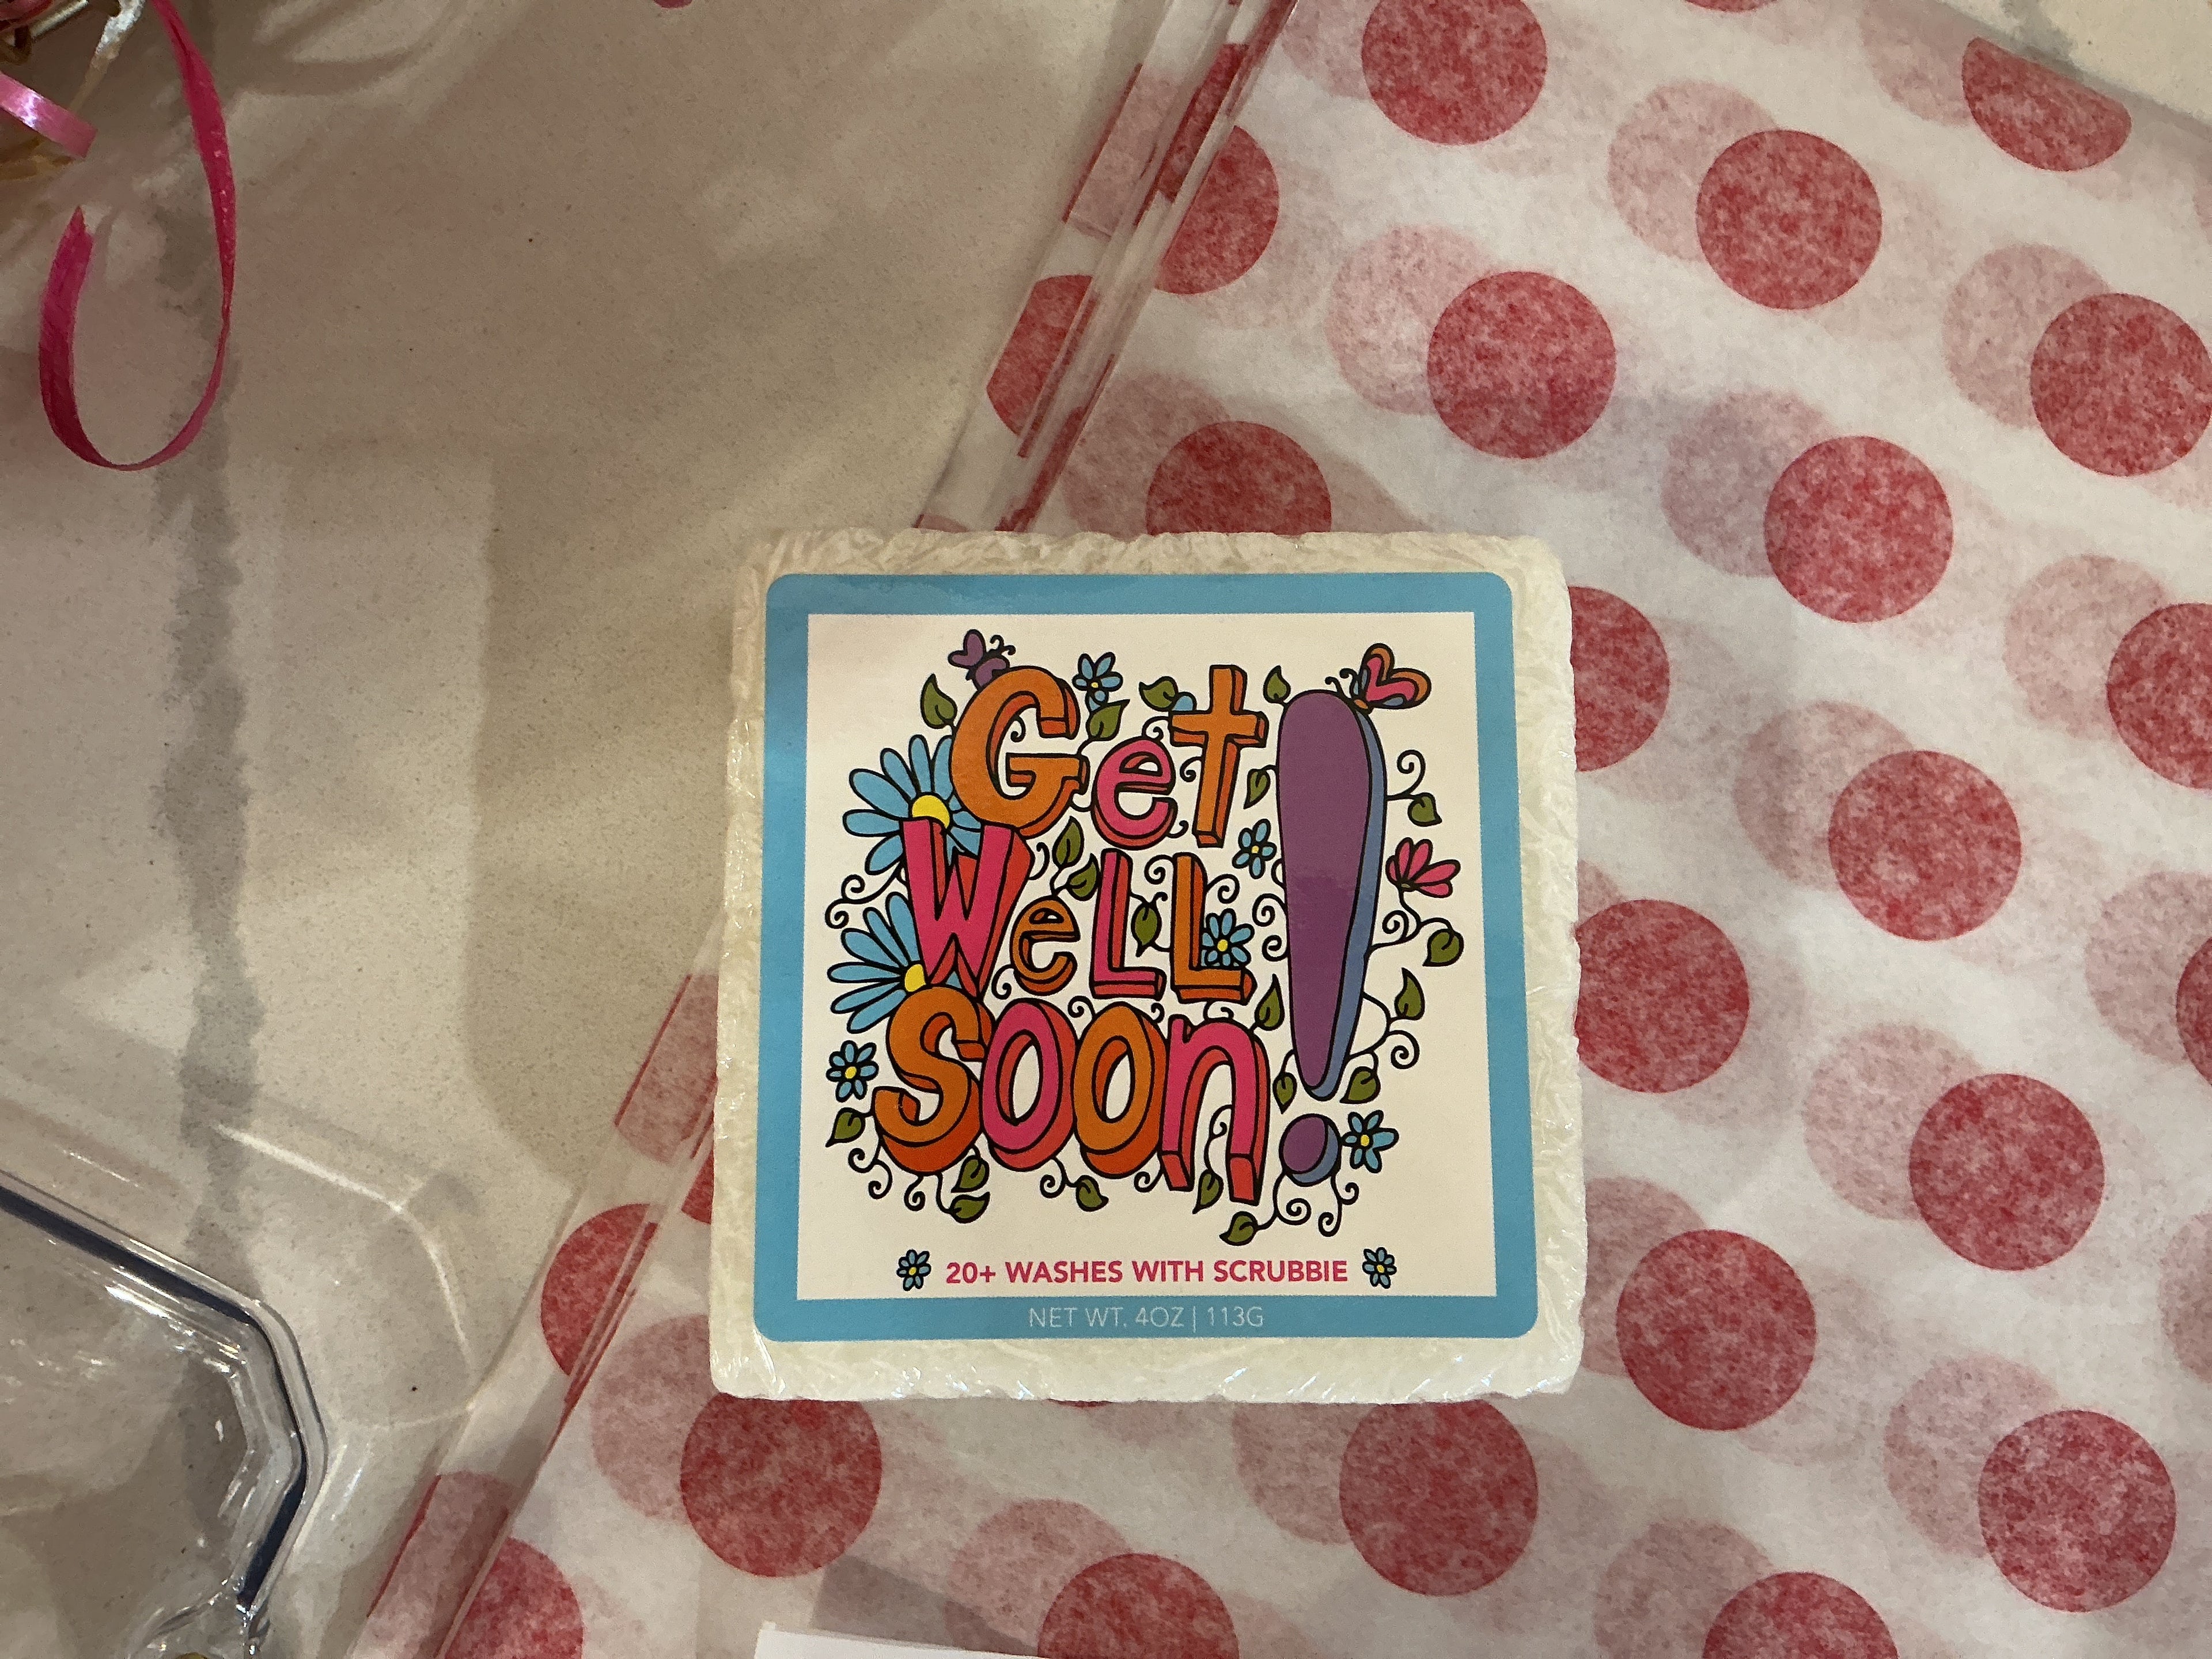 Get
Well
Soon!
20+ WASHES WITH SCRUBBIE
NET WT. 4OZ | 113G